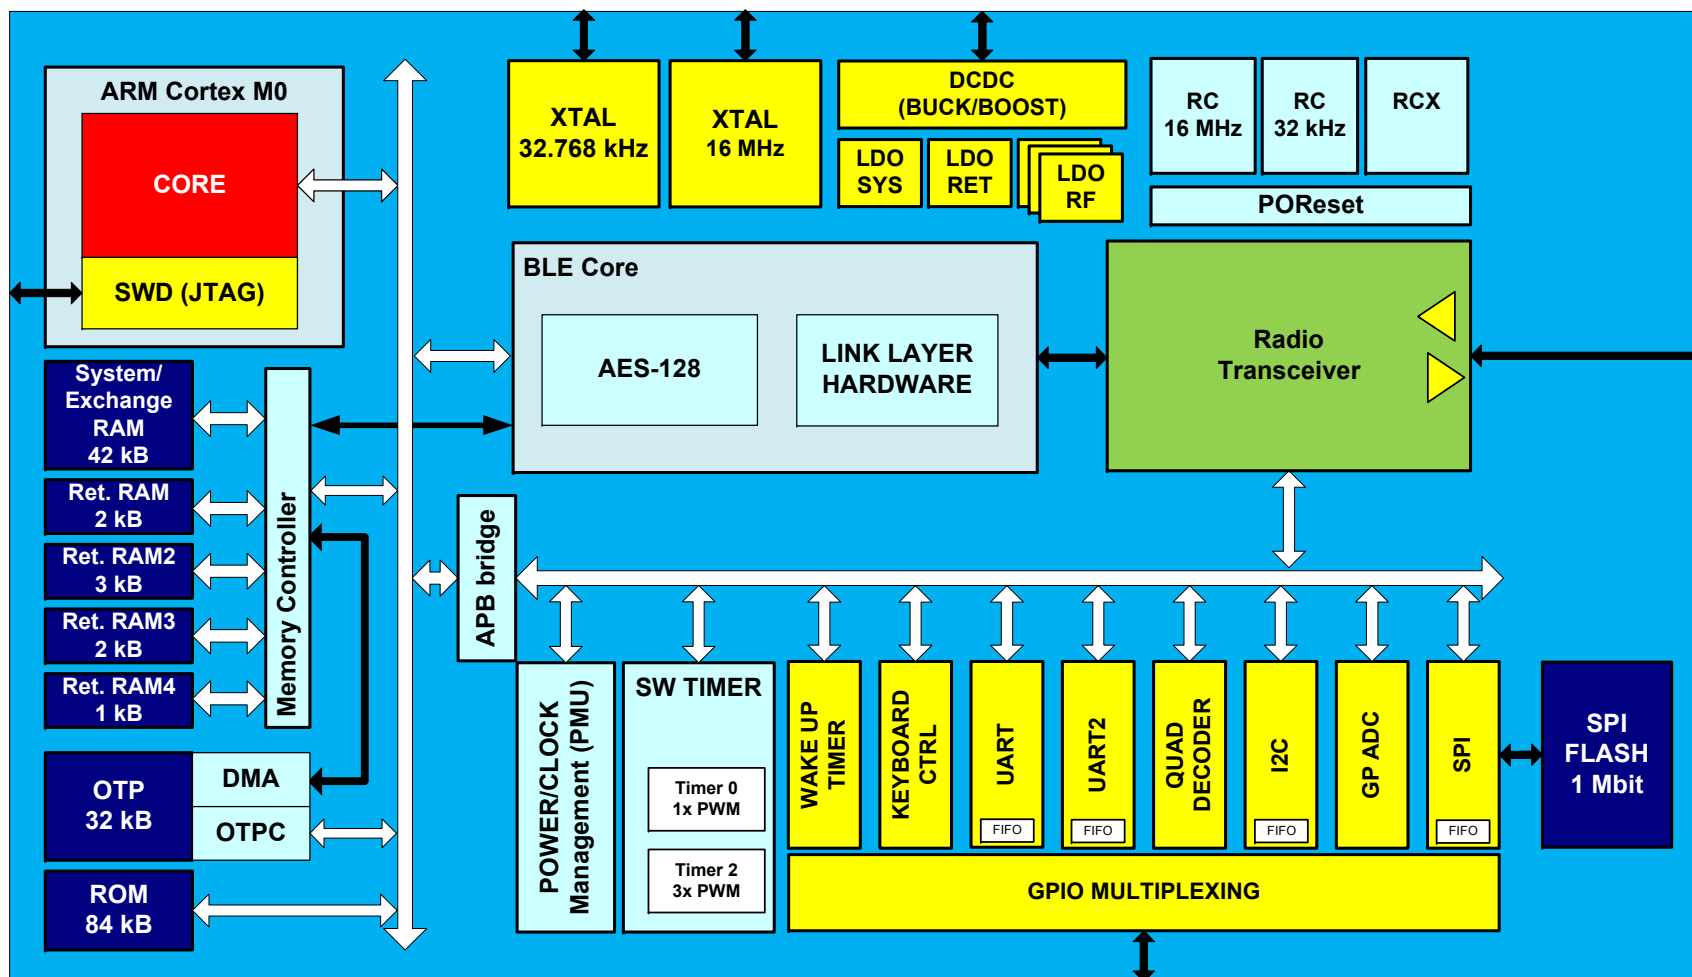 ARM Cortex M0
CORE
SWD (JTAG)
XTAL
32.768 kHz
XTAL
16 MHz
DCDC
(BUCK/BOOST)
LDO
SYS
LDO
RET
LDO
RF
RC
16 MHz
RC
32 kHz
RCX
POReset
BLE Core
AES-128
LINK LAYER
HARDWARE
Radio
Transceiver
System/
Exchange
RAM
42 kB
Ret. RAM
2 kB
Ret. RAM2
3 kB
Ret. RAM3
2 kB
Ret. RAM4
1 kB
Memory Controller
OTP
32 kB
DMA
OTPC
ROM
84 kB
APB bridge
POWER/CLOCK
Management (PMU)
SW TIMER
Timer 0
1x PWM
Timer 2
3x PWM
WAKE UP
TIMER
KEYBOARD
CTRL
UART
FIFO
UART2
FIFO
QUAD
DECODER
I2C
FIFO
GP ADC
SPI
FIFO
SPI
FLASH
1 Mbit
GPIO MULTIPLEXING